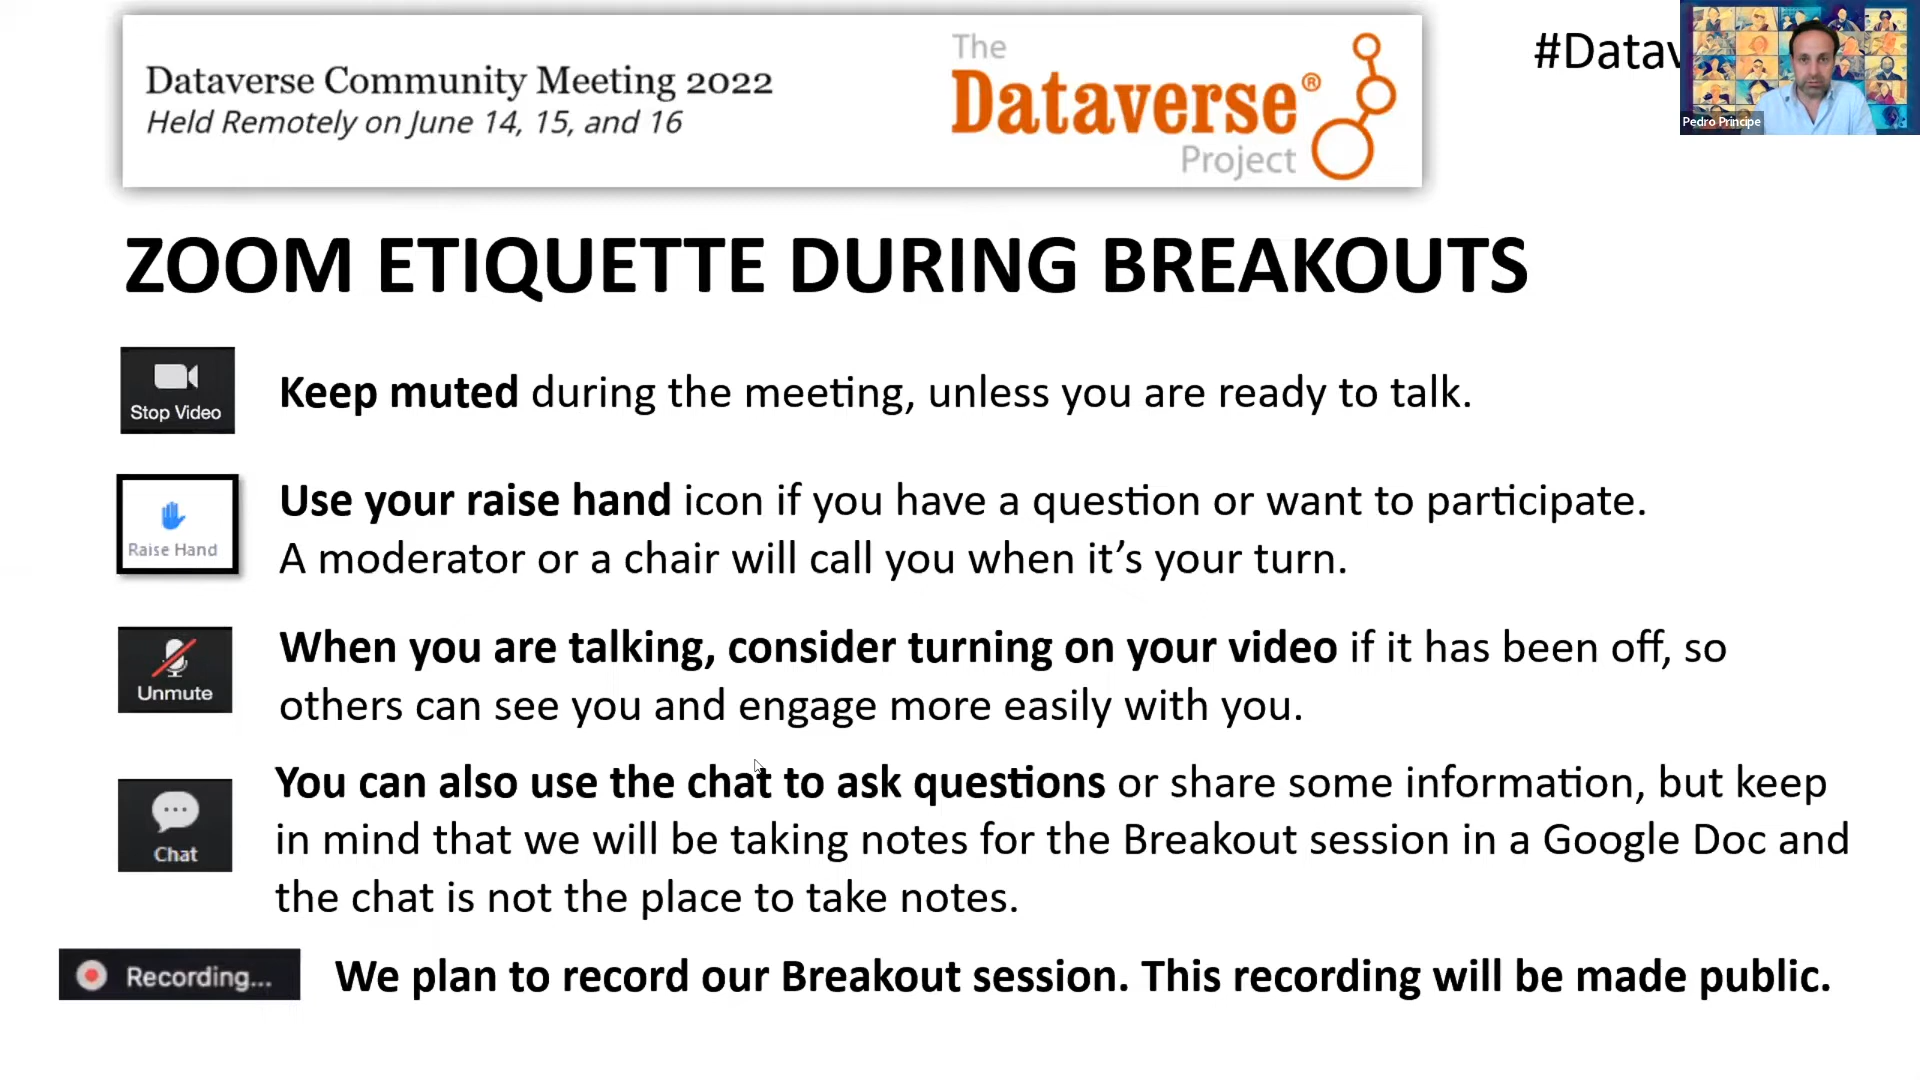 The
Dataverse®
Project
Dataverse Community Meeting 2022
Held Remotely on June 14, 15, and 16
Pedro Príncipe
ZOOM ETIQUETTE DURING BREAKOUTS
Stop Video
Keep muted during the meeting, unless you are ready to talk.
Raise Hand
Use your raise hand icon if you have a question or want to participate.
A moderator or a chair will call you when it’s your turn.
Unmute
When you are talking, consider turning on your video if it has been off, so
others can see you and engage more easily with you.
Chat
You can also use the chat to ask questions or share some information, but keep
in mind that we will be taking notes for the Breakout session in a Google Doc and
the chat is not the place to take notes.
Recording...
We plan to record our Breakout session. This recording will be made public.